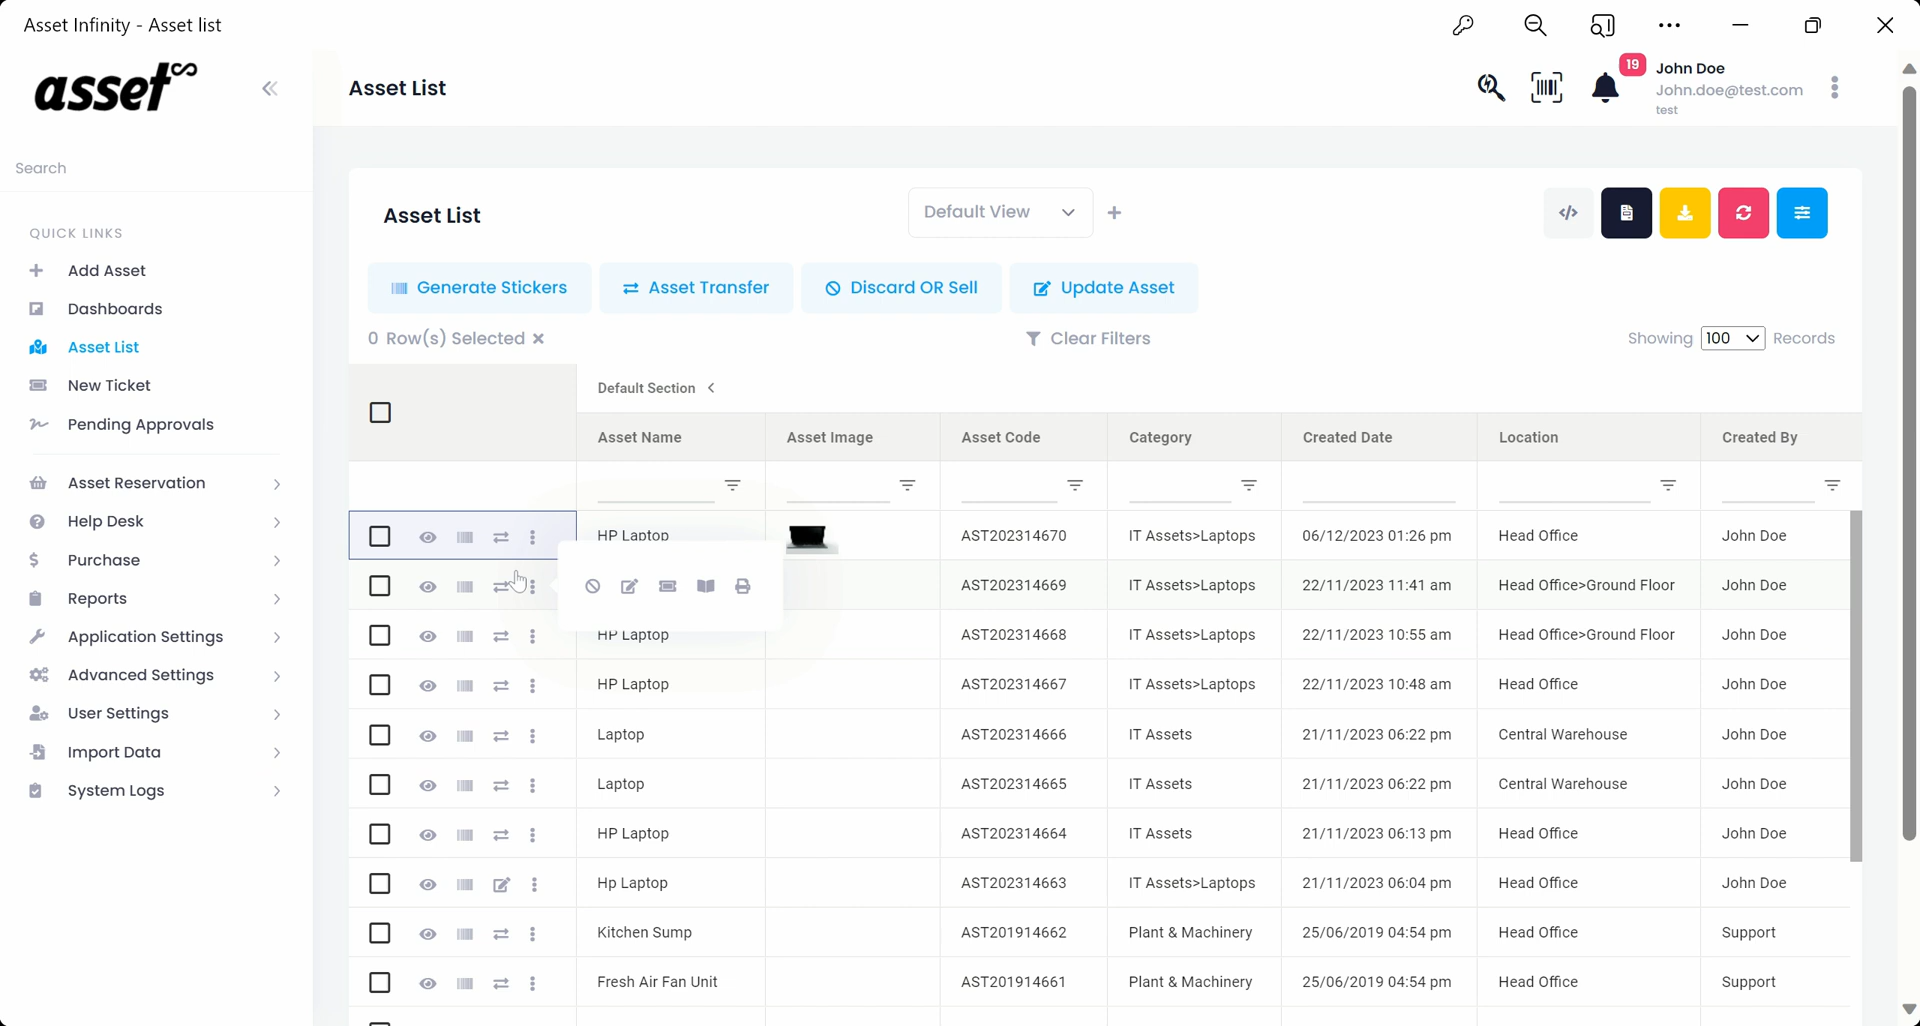 Asset Infinity - Asset list
asset∞
Asset List
19
John Doe
John.doe@test.com
test
Search
QUICK LINKS
Add Asset
Dashboards
Asset List
New Ticket
Pending Approvals
Asset Reservation
Help Desk
Purchase
Reports
Application Settings
Advanced Settings
User Settings
Import Data
System Logs
Asset List
Default View
Generate Stickers
Asset Transfer
Discard OR Sell
Update Asset
0 Row(s) Selected
Clear Filters
Showing 100 Records
Default Section
Asset Name Asset Image Asset Code Category Created Date Location Created By
HP Laptop AST202314670 IT Assets>Laptops 06/12/2023 01:26 pm Head Office John Doe
AST202314669 IT Assets>Laptops 22/11/2023 11:41 am Head Office>Ground Floor John Doe
HP Laptop AST202314668 IT Assets>Laptops 22/11/2023 10:55 am Head Office>Ground Floor John Doe
HP Laptop AST202314667 IT Assets>Laptops 22/11/2023 10:48 am Head Office John Doe
Laptop AST202314666 IT Assets 21/11/2023 06:22 pm Central Warehouse John Doe
Laptop AST202314665 IT Assets 21/11/2023 06:22 pm Central Warehouse John Doe
HP Laptop AST202314664 IT Assets 21/11/2023 06:13 pm Head Office John Doe
Hp Laptop AST202314663 IT Assets>Laptops 21/11/2023 06:04 pm Head Office John Doe
Kitchen Sump AST201914662 Plant & Machinery 25/06/2019 04:54 pm Head Office Support
Fresh Air Fan Unit AST201914661 Plant & Machinery 25/06/2019 04:54 pm Head Office Support